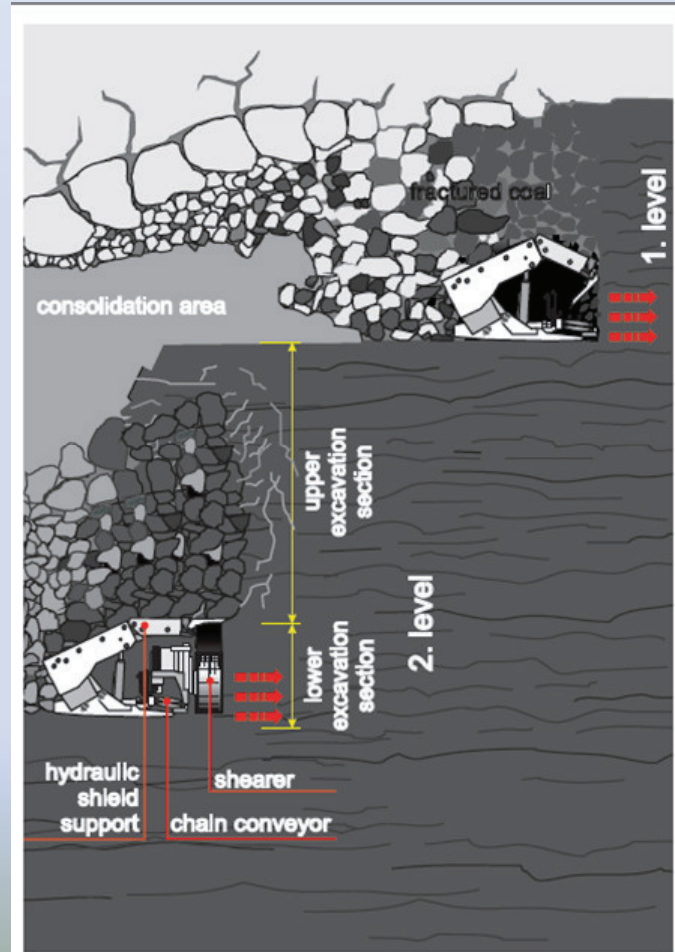 fractured coal
1. level
consolidation area
upper
excavation
section
2. level
lower
excavation
section
hydraulic
shield
support
shearer
chain conveyor